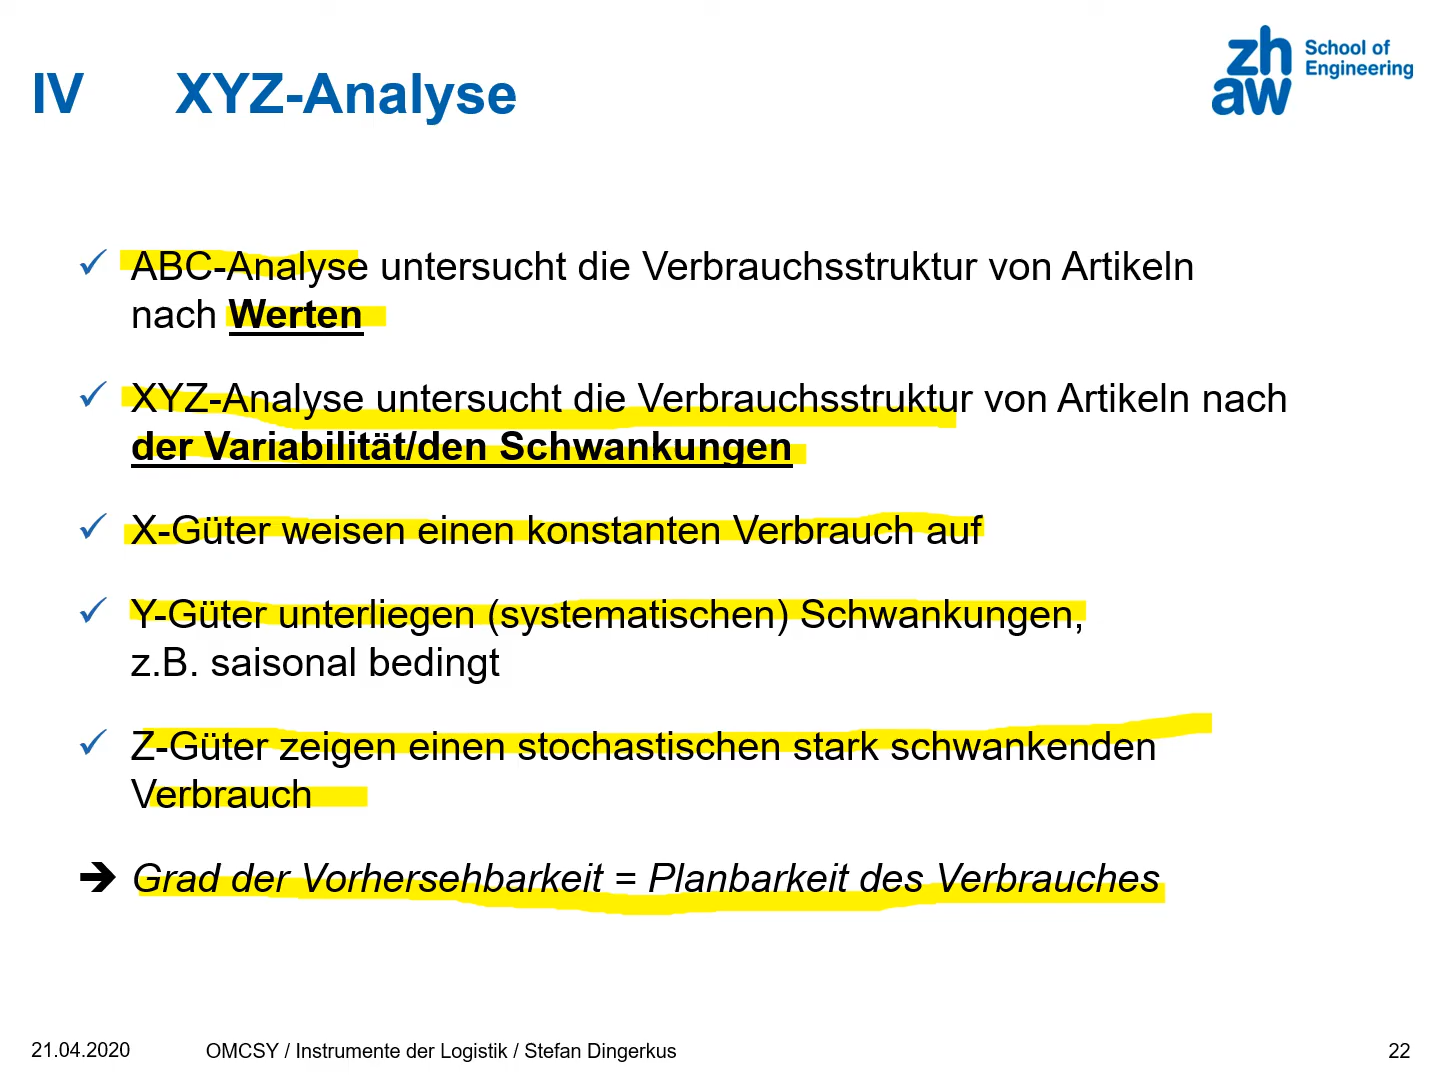 IV XYZ-Analyse
zh
aw
School of
Engineering
✓ ABC-Analyse untersucht die Verbrauchsstruktur von Artikeln
nach Werten
✓ XYZ-Analyse untersucht die Verbrauchsstruktur von Artikeln nach
der Variabilität/den Schwankungen
✓ X-Güter weisen einen konstanten Verbrauch auf
✓ Y-Güter unterliegen (systematischen) Schwankungen,
z.B. saisonal bedingt
✓ Z-Güter zeigen einen stochastischen stark schwankenden
Verbrauch
➔ Grad der Vorhersehbarkeit = Planbarkeit des Verbrauches
21.04.2020 OMCSY / Instrumente der Logistik / Stefan Dingerkus 22